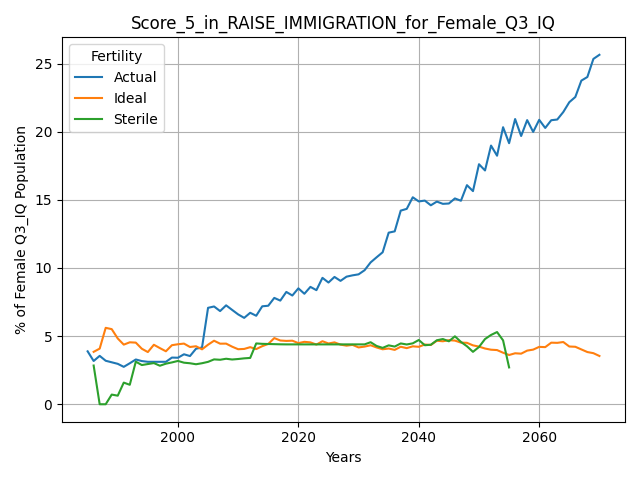 Score_5_in_RAISE_IMMIGRATION_for_Female_Q3_IQ
Fertility
Actual
Ideal
Sterile
% of Female Q3_IQ Population
25
20
15
10
5
0
2000
2020
2040
2060
Years